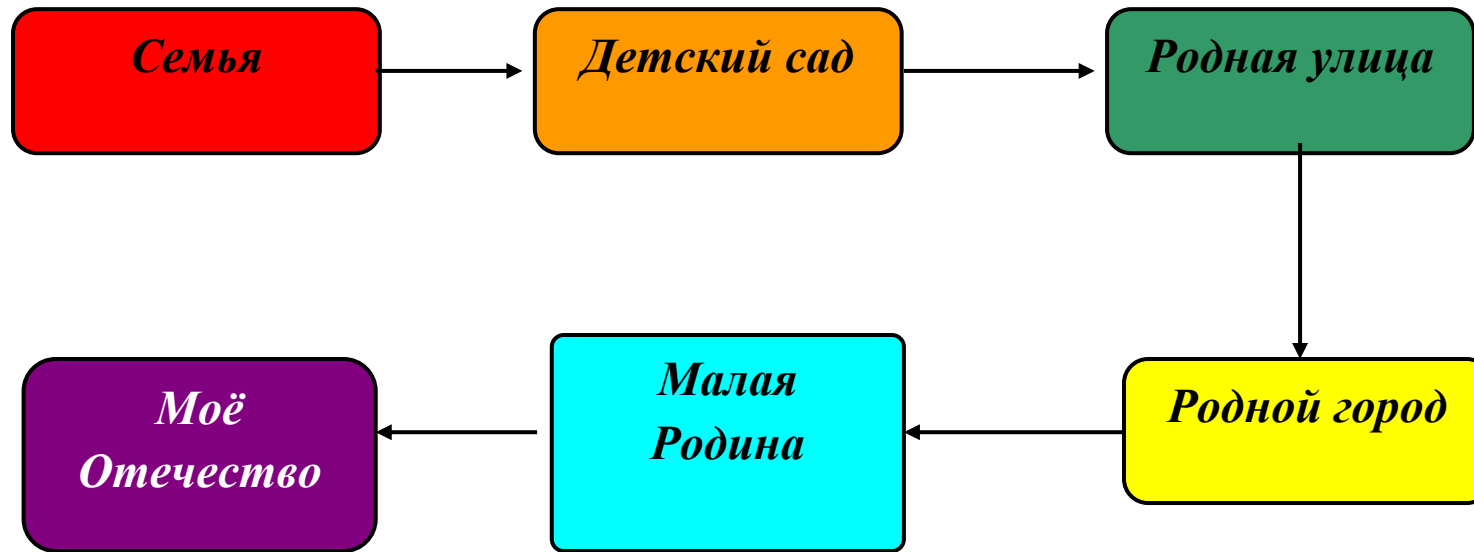 Семья
Детский сад
Родная улица
Родной город
Малая
Родина
Моё
Отечество